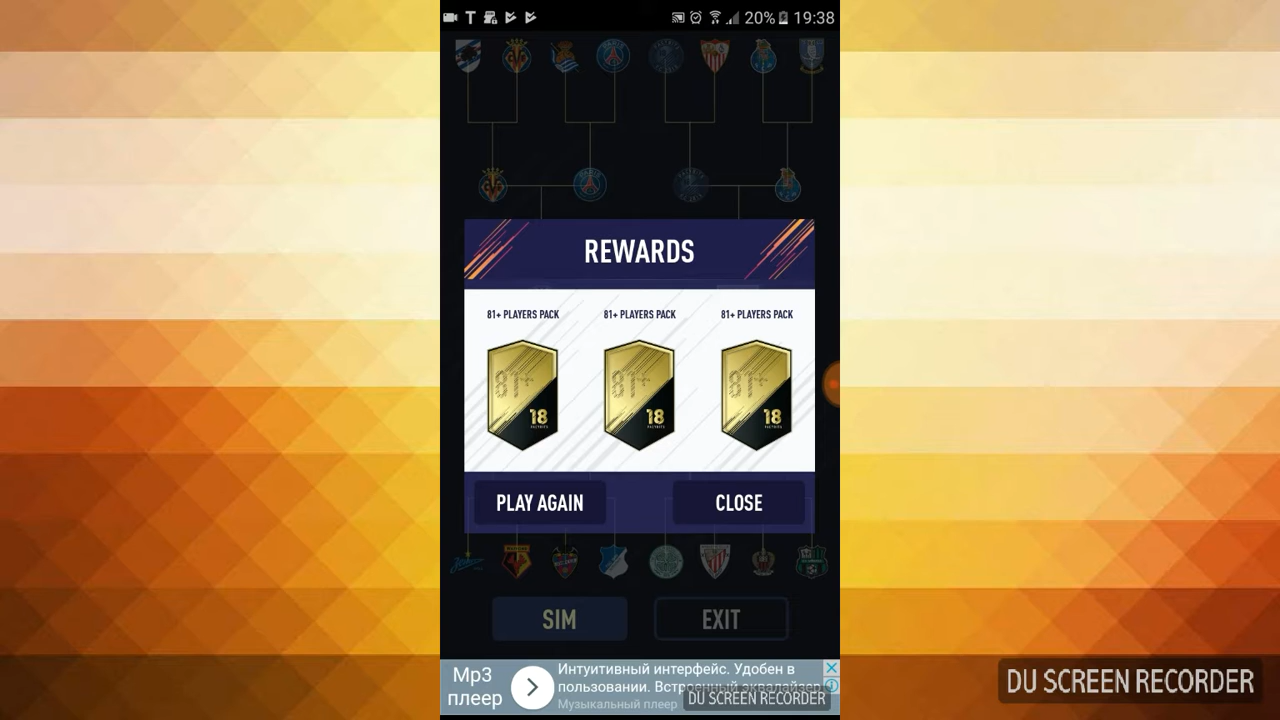 T 20% 19:38
REWARDS
81+ PLAYERS PACK 81+ PLAYERS PACK 81+ PLAYERS PACK
81+ 81+ 81+
18 18 18
PLAY AGAIN CLOSE
SIM EXIT
Mp3 плеер
Интуитивный интерфейс. Удобен в
пользовании. Встроенный эквалайзер
Музыкальный плеер
DU SCREEN RECORDER
DU SCREEN RECORDER